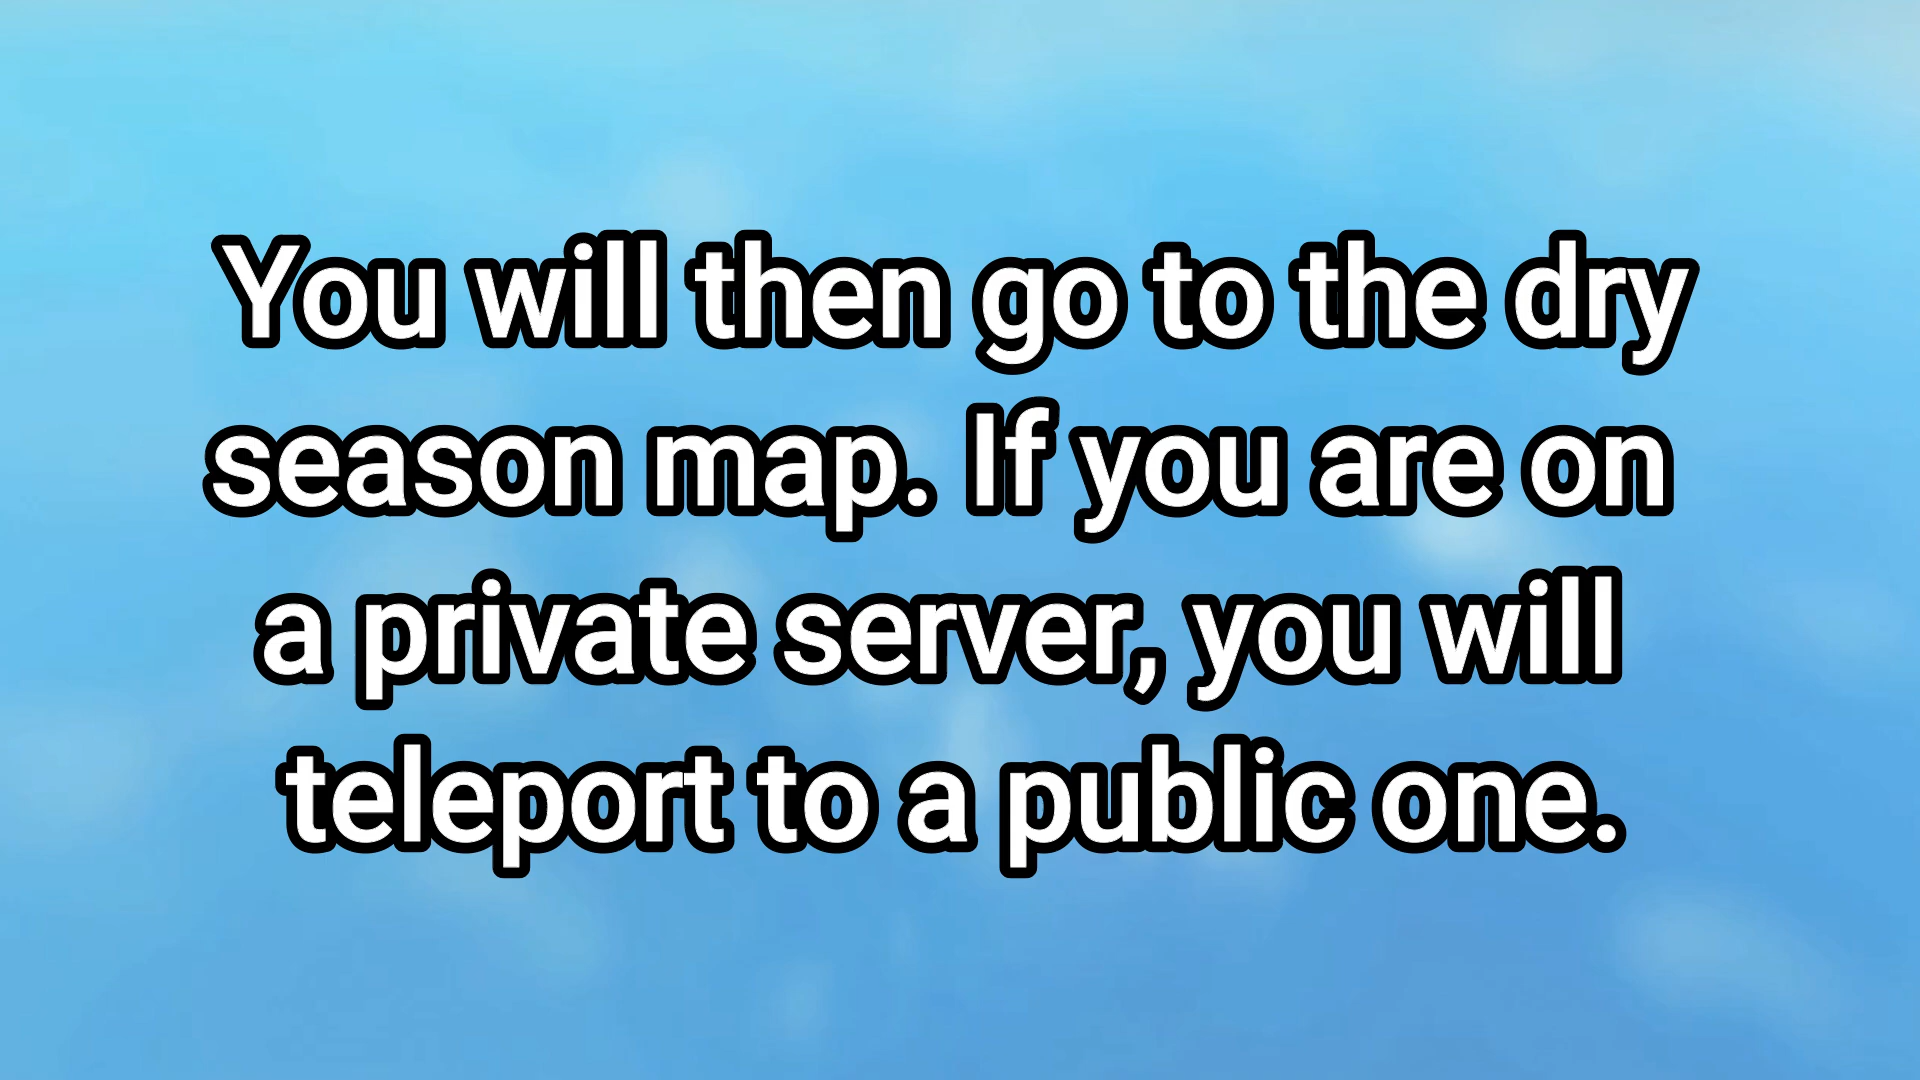 You will then go to the dry
season map. If you are on
a private server, you will
teleport to a public one.